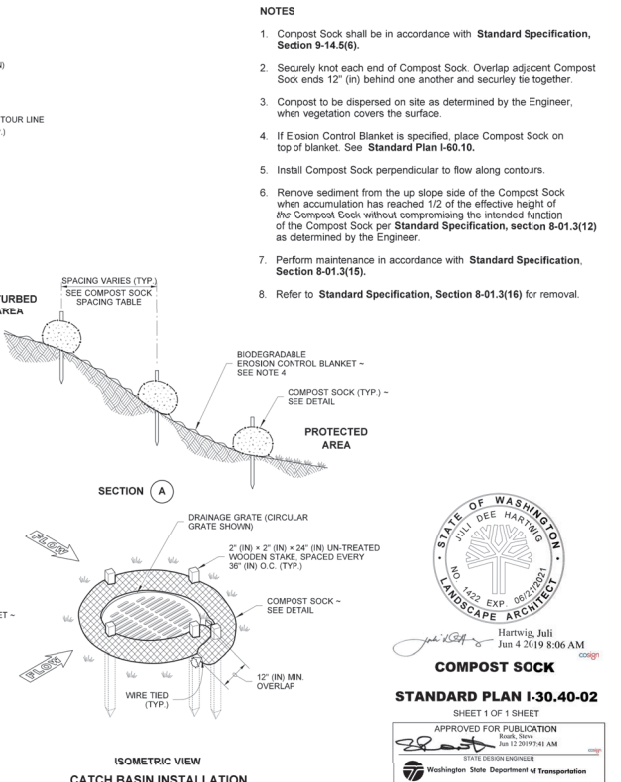 NOTES
1. Conpost Sock shall be in accordance with Standard Specification,
Section 9-14.5(6).
2. Securely knot each end of Compost Sock. Overlap adjacent Compost
Sock ends 12" (in) behind one another and securley tie together.
3. Conpost to be dispersed on site as determined by the Engineer,
when vegetation covers the surface.
4. If Erosion Control Blanket is specified, place Compost Sock on
top of blanket. See Standard Plan I-60.10.
5. Install Compost Sock perpendicular to flow along contours.
6. Renove sediment from the up slope side of the Compost Sock
when accumulation has reached 1/2 of the effective height of
the Compost Sock without compromising the intended function
of the Compost Sock per Standard Specification, section 8-01.3(12)
as determined by the Engineer.
7. Perform maintenance in accordance with Standard Specification,
Section 8-01.3(15).
8. Refer to Standard Specification, Section 8-01.3(16) for removal.
TOUR LINE
SPACING VARIES (TYP.)
SEE COMPOST SOCK
SPACING TABLE
TURBED
AREA
BIODEGRADABLE
EROSION CONTROL BLANKET ~
SEE NOTE 4
COMPOST SOCK (TYP.) ~
SEE DETAIL
PROTECTED
AREA
SECTION A
DRAINAGE GRATE (CIRCULAR
GRATE SHOWN)
FLOW
2" (IN) × 2" (IN) × 24" (IN) UN-TREATED
WOODEN STAKE, SPACED EVERY
36" (IN) O.C. (TYP.)
COMPOST SOCK ~
SEE DETAIL
ET ~
FLOW
12" (IN) MIN.
OVERLAP
WIRE TIED
(TYP.)
ISOMETRIC VIEW
CATCH BASIN INSTALLATION
STATE OF WASHINGTON
JULI DEE HARTWIG
NO. 1422 EXP. 06/27/2021
LANDSCAPE ARCHITECT
Hartwig, Juli
Jun 4 2019 8:06 AM
cosign
COMPOST SOCK
STANDARD PLAN I-30.40-02
SHEET 1 OF 1 SHEET
APPROVED FOR PUBLICATION
Roark, Steve
Jun 12 2019 7:41 AM
cosign
STATE DESIGN ENGINEER
Washington State Department of Transportation